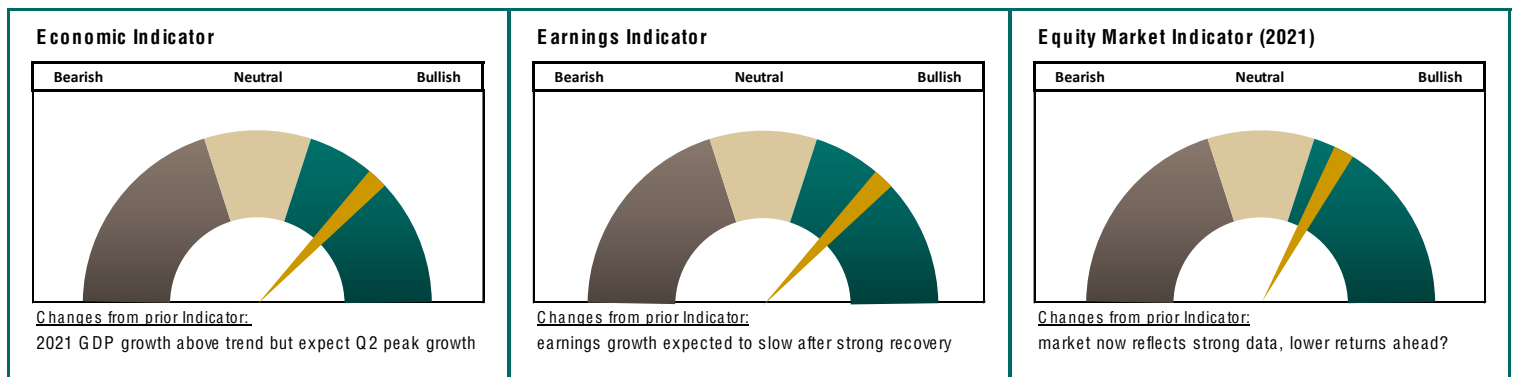 Economic Indicator
Bearish Neutral Bullish
Changes from prior Indicator:
2021 GDP growth above trend but expect Q2 peak growth
Earnings Indicator
Bearish Neutral Bullish
Changes from prior Indicator:
earnings growth expected to slow after strong recovery
Equity Market Indicator (2021)
Bearish Neutral Bullish
Changes from prior Indicator:
market now reflects strong data, lower returns ahead?